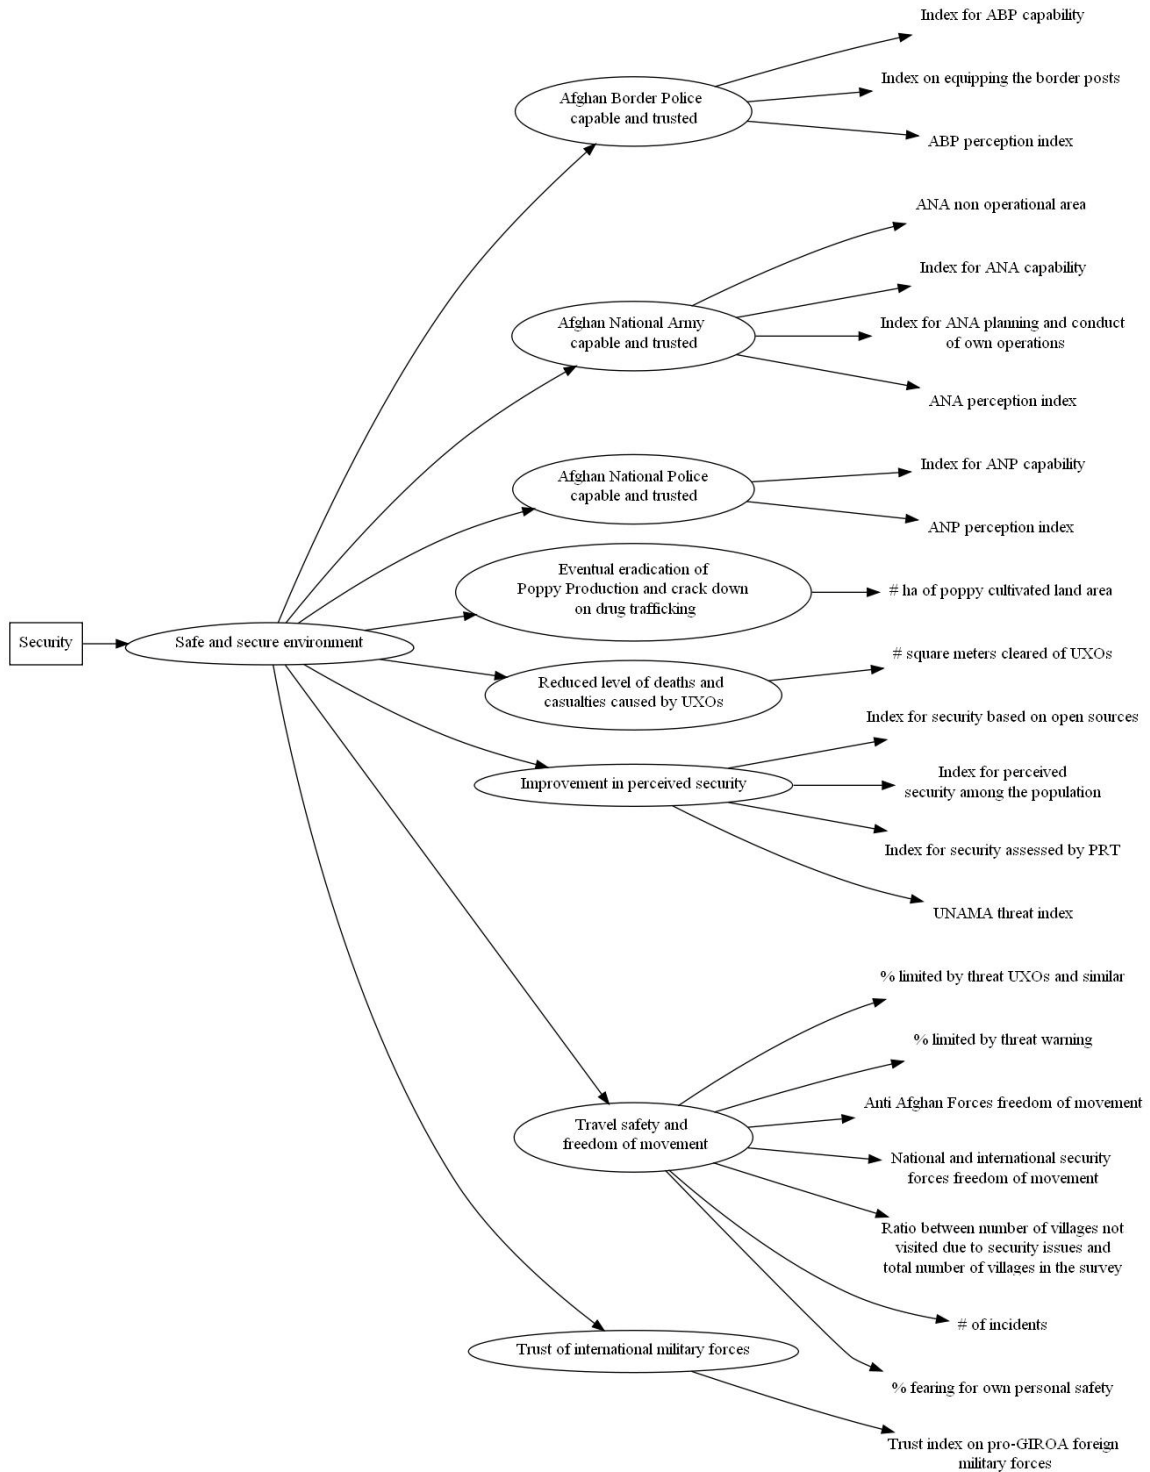 Security
Safe and secure environment
Afghan Border Police
capable and trusted
Index for ABP capability
Index on equipping the border posts
ABP perception index
Afghan National Army
capable and trusted
ANA non operational area
Index for ANA capability
Index for ANA planning and conduct
of own operations
ANA perception index
Afghan National Police
capable and trusted
Index for ANP capability
ANP perception index
Eventual eradication of
Poppy Production and crack down
on drug trafficking
# ha of poppy cultivated land area
Reduced level of deaths and
casualties caused by UXOs
# square meters cleared of UXOs
Improvement in perceived security
Index for security based on open sources
Index for perceived
security among the population
Index for security assessed by PRT
UNAMA threat index
Travel safety and
freedom of movement
% limited by threat UXOs and similar
% limited by threat warning
Anti Afghan Forces freedom of movement
National and international security
forces freedom of movement
Ratio between number of villages not
visited due to security issues and
total number of villages in the survey
# of incidents
% fearing for own personal safety
Trust of international military forces
Trust index on pro-GIROA foreign
military forces